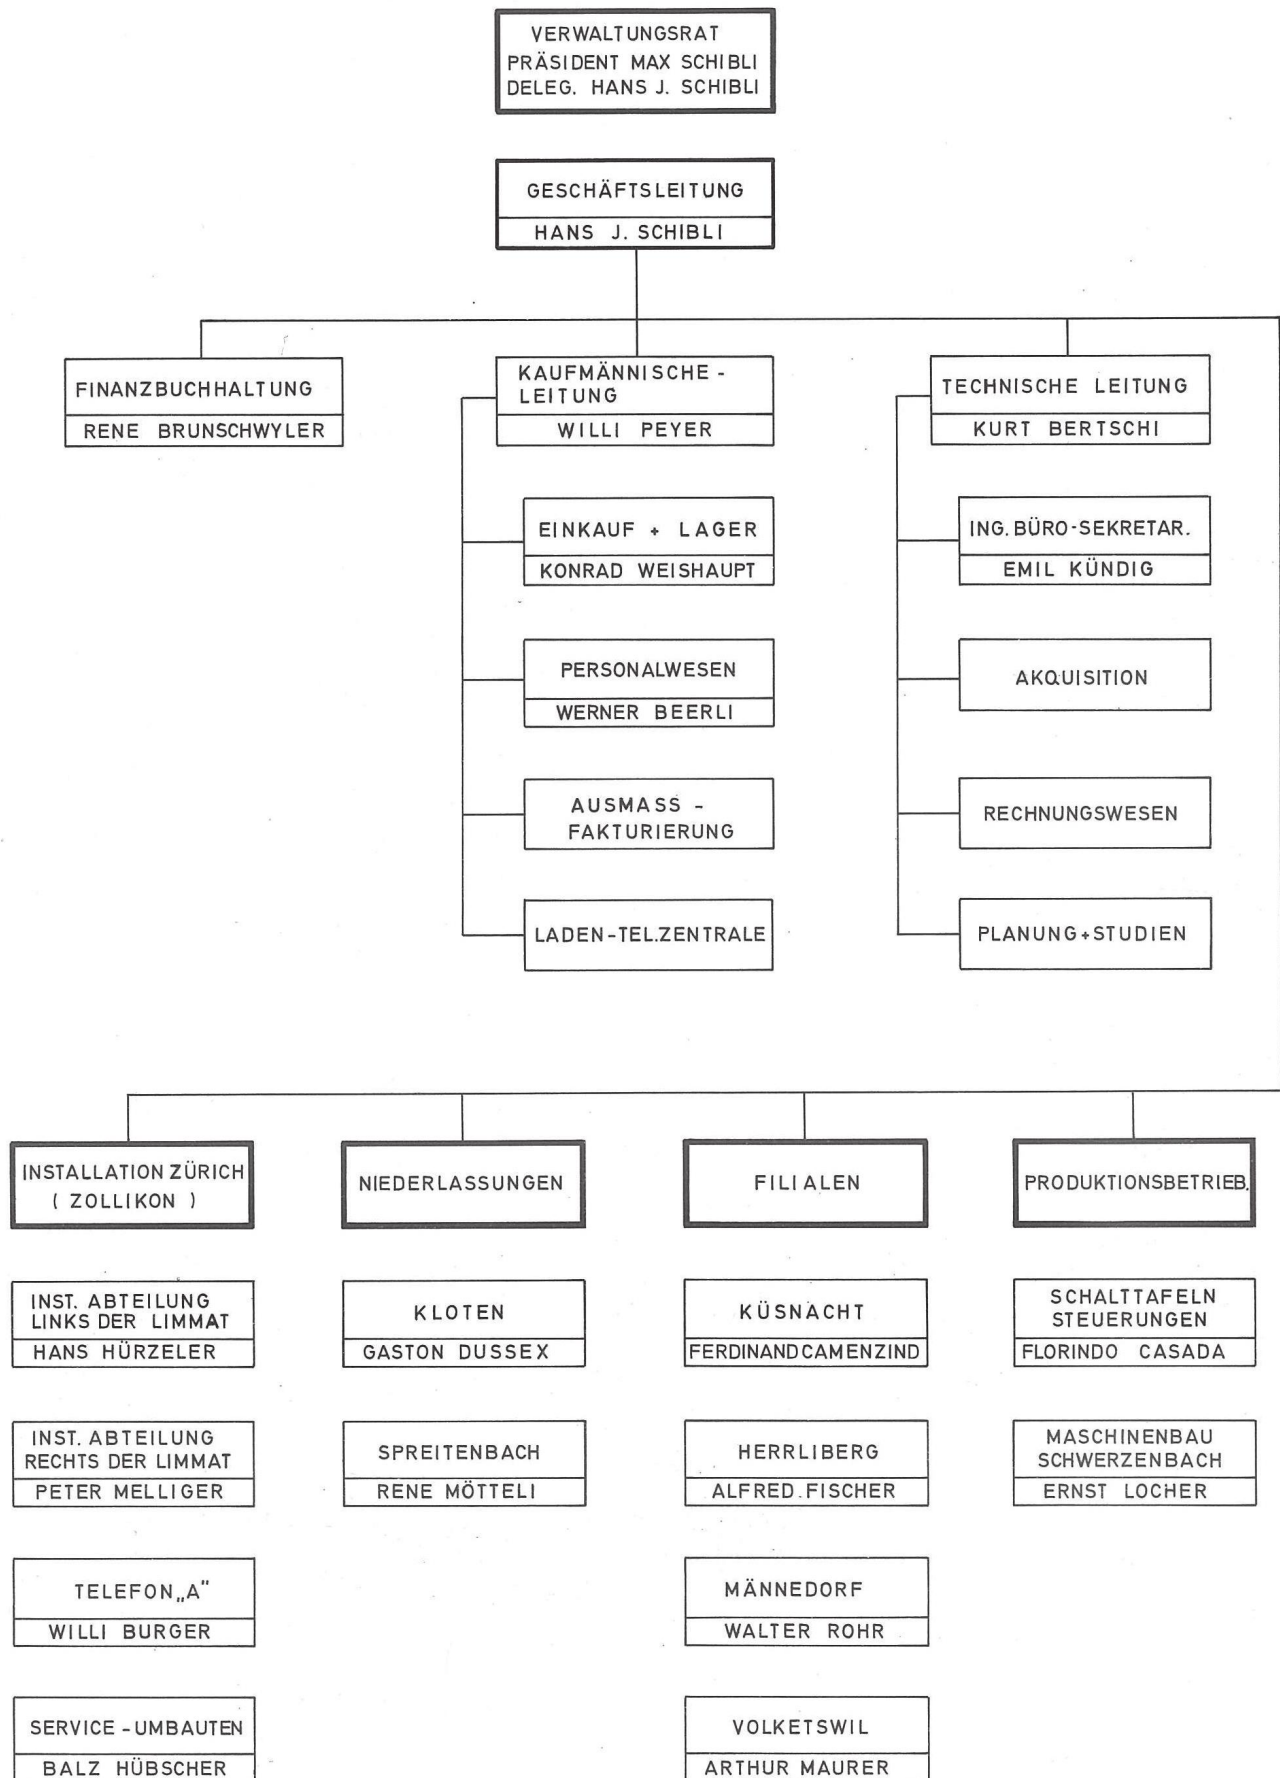 VERWALTUNGSRAT
PRÄSIDENT MAX SCHIBLI
DELEG. HANS J. SCHIBLI
GESCHÄFTSLEITUNG
HANS J. SCHIBLI
FINANZBUCHHALTUNG
RENE BRUNSCHWYLER
KAUFMÄNNISCHE-
LEITUNG
WILLI PEYER
EINKAUF + LAGER
KONRAD WEISHAUPT
PERSONALWESEN
WERNER BEERLI
AUSMASS -
FAKTURIERUNG
LADEN-TEL.ZENTRALE
TECHNISCHE LEITUNG
KURT BERTSCHI
ING. BÜRO-SEKRETAR.
EMIL KÜNDIG
AKQUISITION
RECHNUNGSWESEN
PLANUNG+STUDIEN
INSTALLATION ZÜRICH
( ZOLLIKON )
INST. ABTEILUNG
LINKS DER LIMMAT
HANS HÜRZELER
INST. ABTEILUNG
RECHTS DER LIMMAT
PETER MELLIGER
TELEFON „A"
WILLI BURGER
SERVICE - UMBAUTEN
BALZ HÜBSCHER
NIEDERLASSUNGEN
KLOTEN
GASTON DUSSEX
SPREITENBACH
RENE MÖTTELI
FILIALEN
KÜSNACHT
FERDINAND CAMENZIND
HERRLIBERG
ALFRED. FISCHER
MÄNNEDORF
WALTER ROHR
VOLKETSWIL
ARTHUR MAURER
PRODUKTIONSBETRIEB.
SCHALTTAFELN
STEUERUNGEN
FLORINDO CASADA
MASCHINENBAU
SCHWERZENBACH
ERNST LOCHER